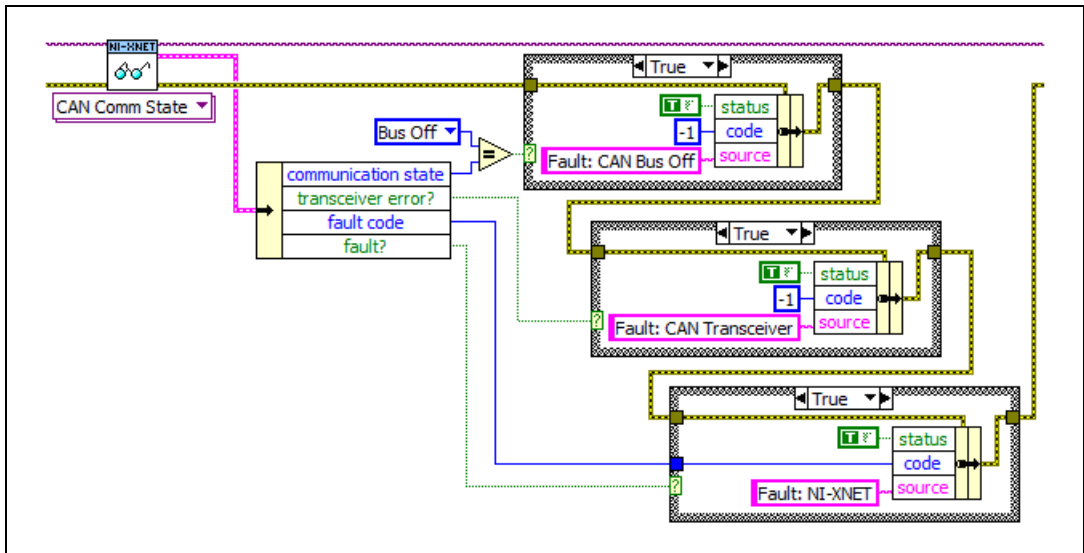 NI-XNET
CAN Comm State
True
T
status
-1
code
Fault: CAN Bus Off
source
Bus Off
=
?
communication state
transceiver error?
fault code
fault?
True
T
status
-1
code
?
Fault: CAN Transceiver
source
True
T
status
code
?
Fault: NI-XNET
source